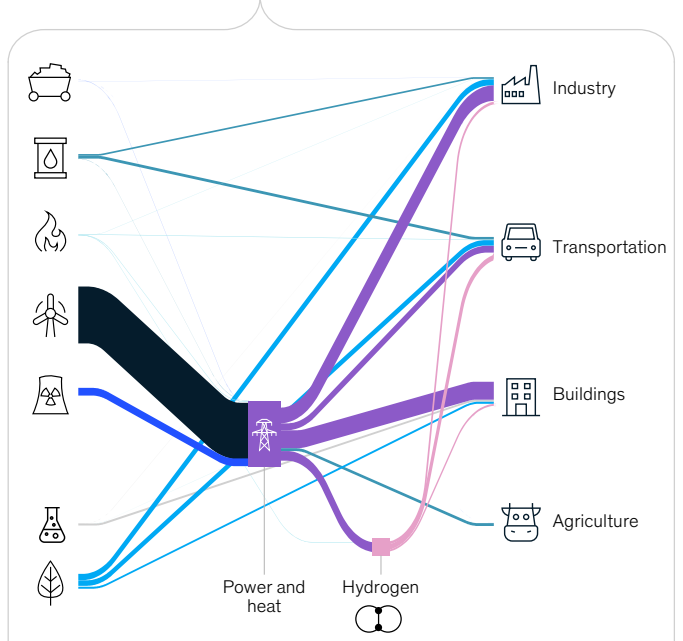 Industry
Transportation
Buildings
Agriculture
Power and
heat
Hydrogen